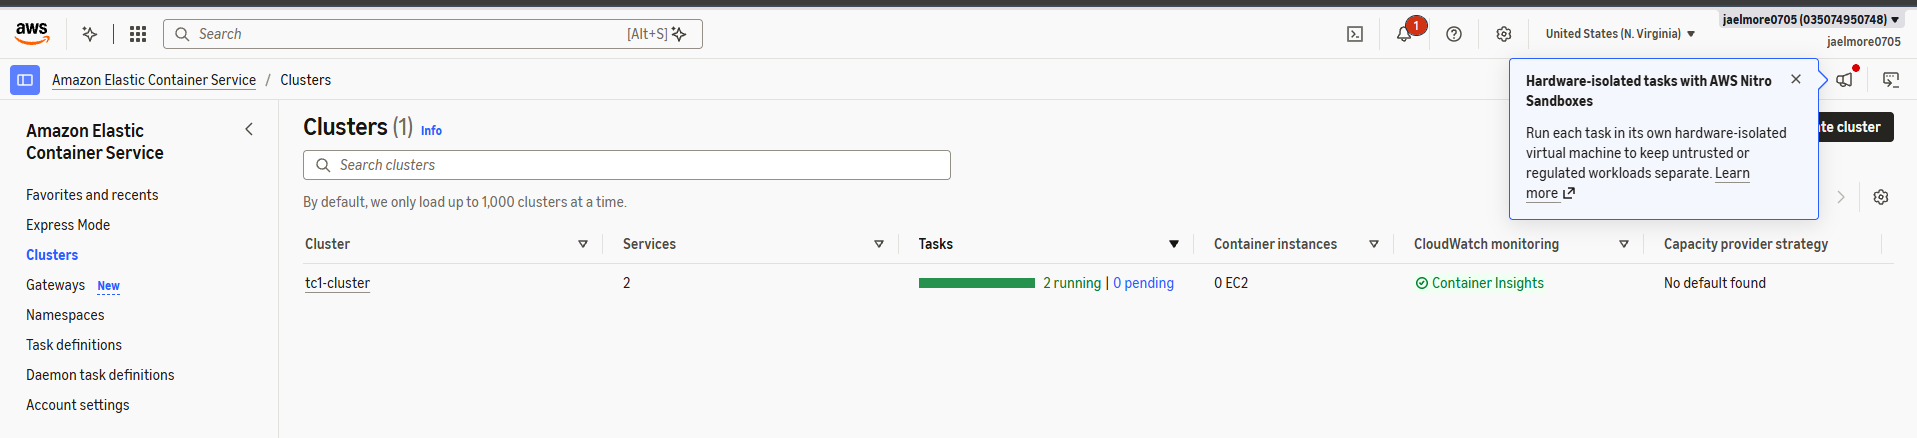 aws
Search
[Alt+S]
1
United States (N. Virginia)
jaelmore0705 (035074950748)
jaelmore0705
Amazon Elastic Container Service / Clusters
Hardware-isolated tasks with AWS Nitro
Sandboxes
Run each task in its own hardware-isolated
virtual machine to keep untrusted or
regulated workloads separate. Learn
more
Amazon Elastic
Container Service
Favorites and recents
Express Mode
Clusters
Gateways New
Namespaces
Task definitions
Daemon task definitions
Account settings
Clusters (1) Info
te cluster
Search clusters
By default, we only load up to 1,000 clusters at a time.
Cluster Services Tasks Container instances CloudWatch monitoring Capacity provider strategy
tc1-cluster 2 2 running | 0 pending 0 EC2 Container Insights No default found